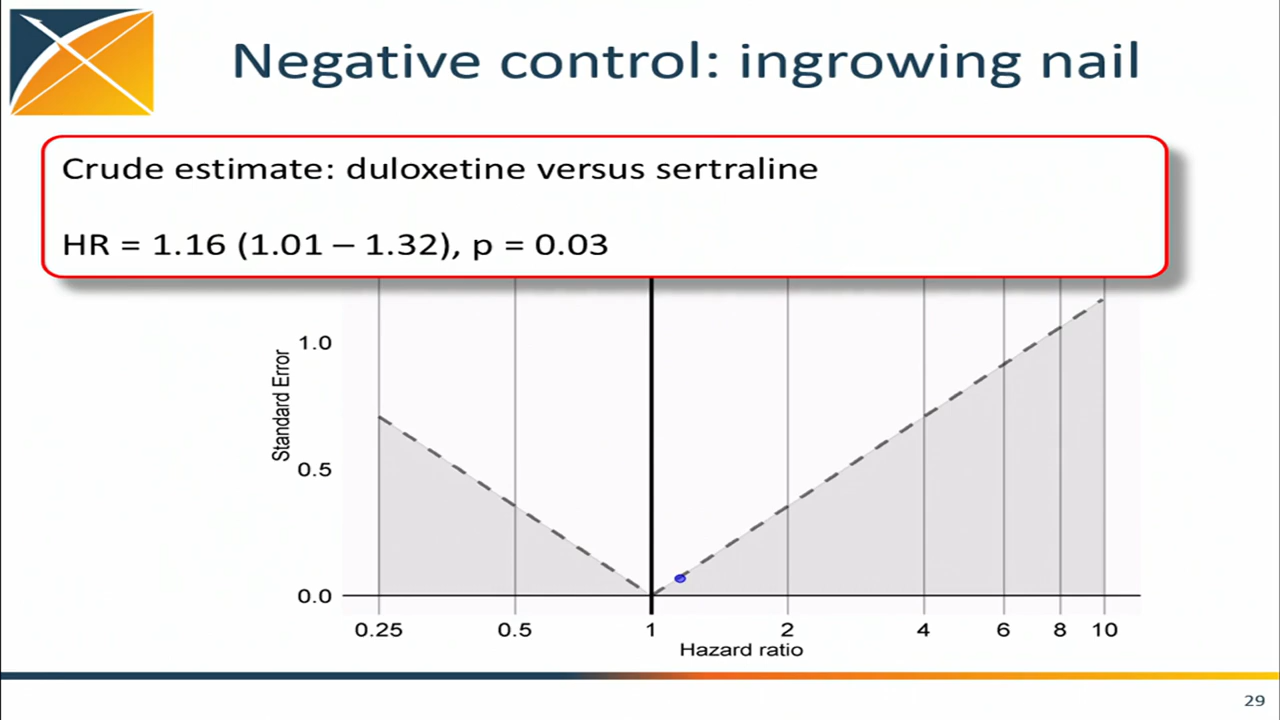 Negative control: ingrowing nail
Crude estimate: duloxetine versus sertraline
HR = 1.16 (1.01 – 1.32), p = 0.03
Standard Error
1.0
0.5
0.0
0.25 0.5 1 2 4 6 8 10
Hazard ratio
29